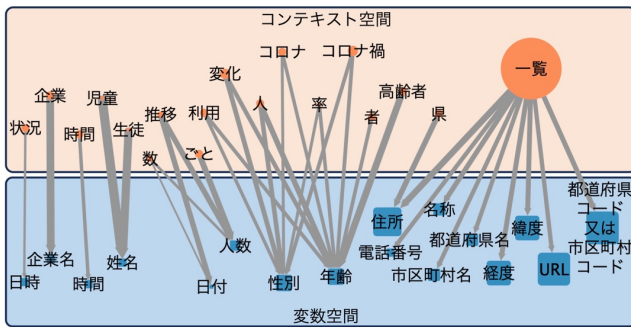 コンテキスト空間
コロナ
コロナ禍
変化
一覧
企業
児童
人
率
高齢者
推移
利用
者
県
状況
時間
生徒
数
ごと
都道府県
コード
又は
市区町村
コード
住所
名称
緯度
人数
都道府県名
電話番号
企業名
姓名
日時
時間
日付
性別
年齢
市区町村名
経度
URL
変数空間